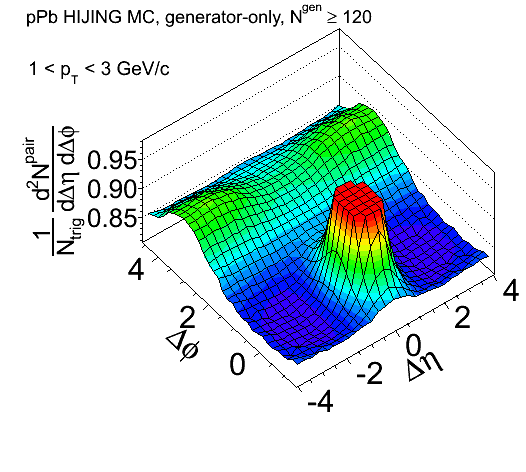 pPb HIJING MC, generator-only, N^gen ≥ 120
1 < p_T < 3 GeV/c
1/N_trig d²N^pair/dΔη dΔφ
0.95
0.90
0.85
4
2
0
Δφ
-4
-2
0
2
4
Δη